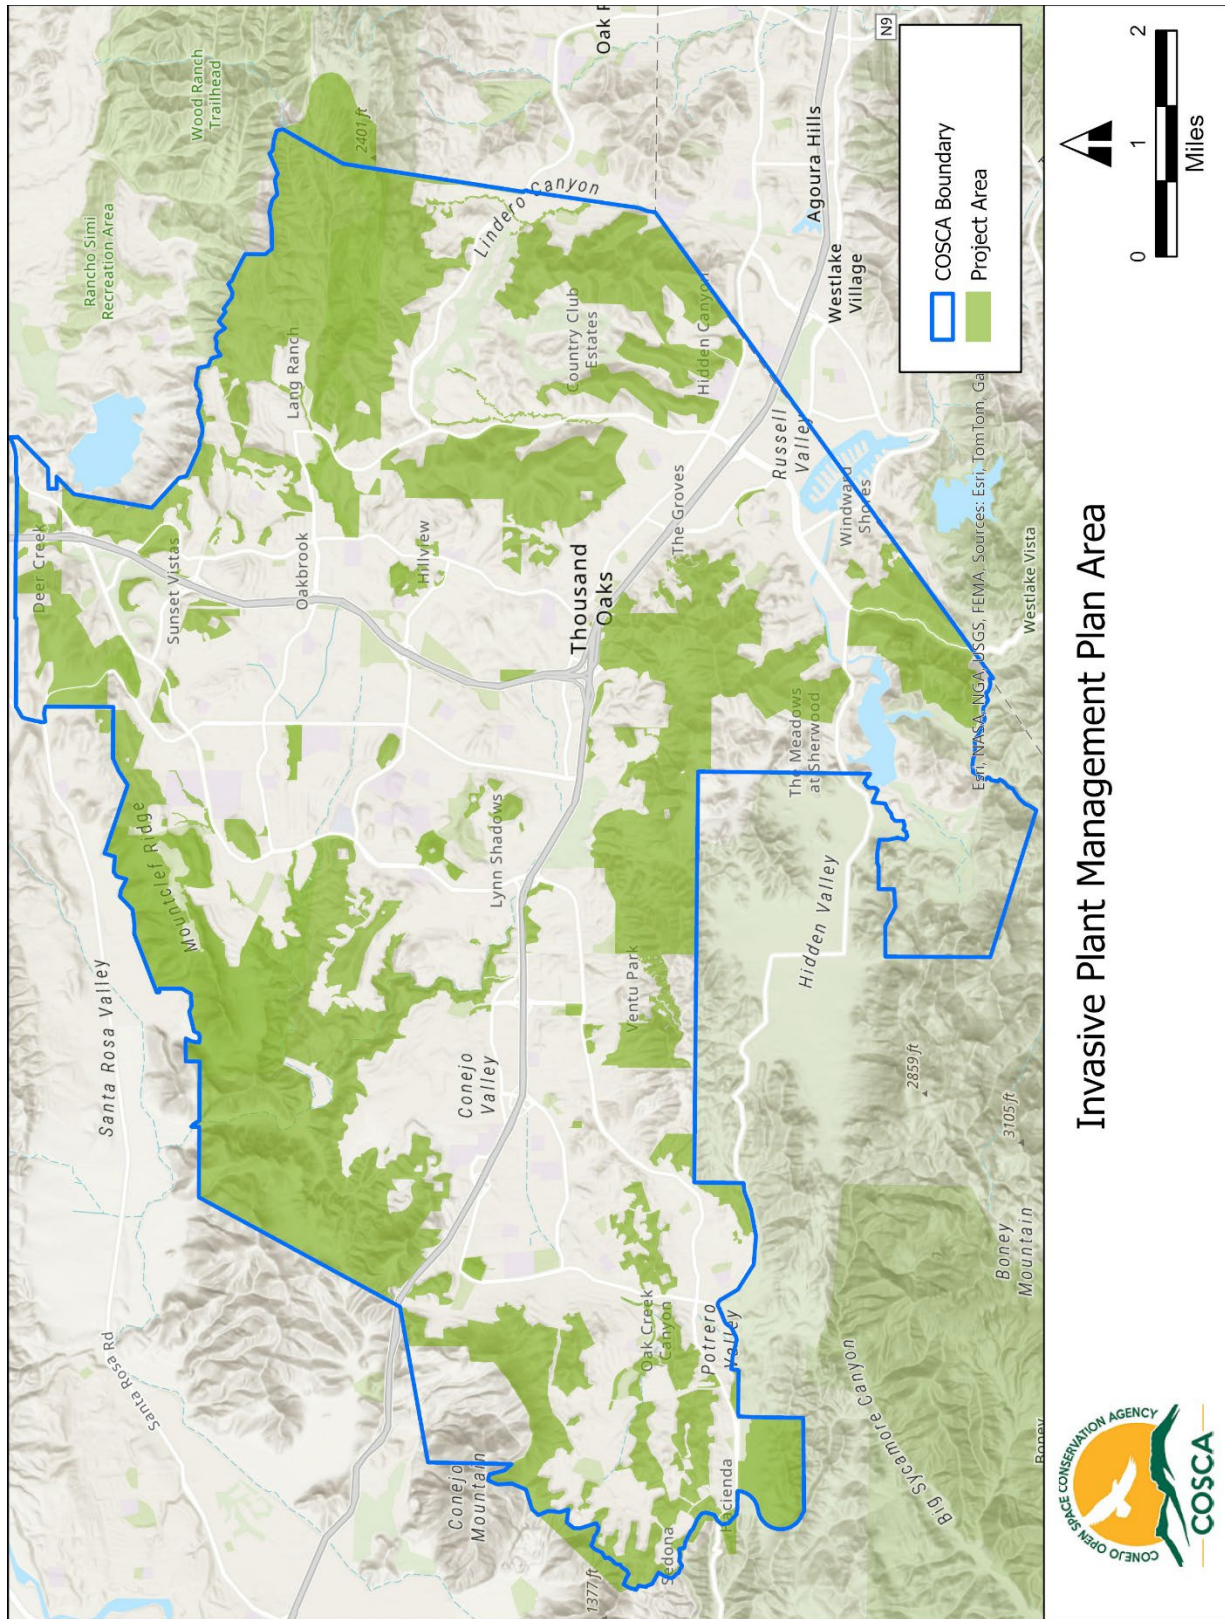 Wood Ranch
Trailhead
Rancho Simi
Recreation Area
2401 ft
Oak
Lindero Canyon
N9
Lang Ranch
Country Club
Estates
Hidden Canyon
Agoura Hills
Westlake
Village
Russell
Valley
Deer Creek
Sunset Vistas
Oakbrook
Hillview
Thousand
Oaks
The Groves
Windward
Shores
Westlake Vista
The Meadows
at Sherwood
Santa Rosa Valley
Mountclef Ridge
Lynn Shadows
Ventu Park
Hidden Valley
Conejo
Valley
2859 ft
3105 ft
Boney
Mountain
Santa Rosa Rd
Oak Creek
Canyon
Potrero
Valley
Big Sycamore Canyon
Conejo
Mountain
1377 ft
Sedona
Hacienda
Boney
COSCA Boundary
Project Area
Esri, NASA, NGA, USGS, FEMA, Sources: Esri, TomTom, Ga
Invasive Plant Management Plan Area
0 1 2
Miles
CONEJO OPEN SPACE CONSERVATION AGENCY
COSCA